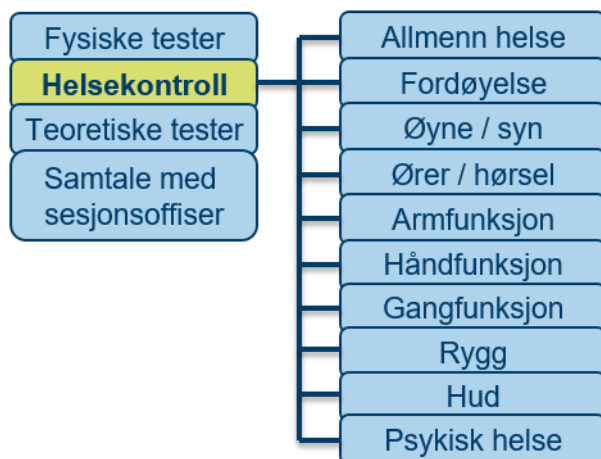 Fysiske tester
Helsekontroll
Teoretiske tester
Samtale med
sesjonsoffiser
Allmenn helse
Fordøyelse
Øyne / syn
Ører / hørsel
Armfunksjon
Håndfunksjon
Gangfunksjon
Rygg
Hud
Psykisk helse